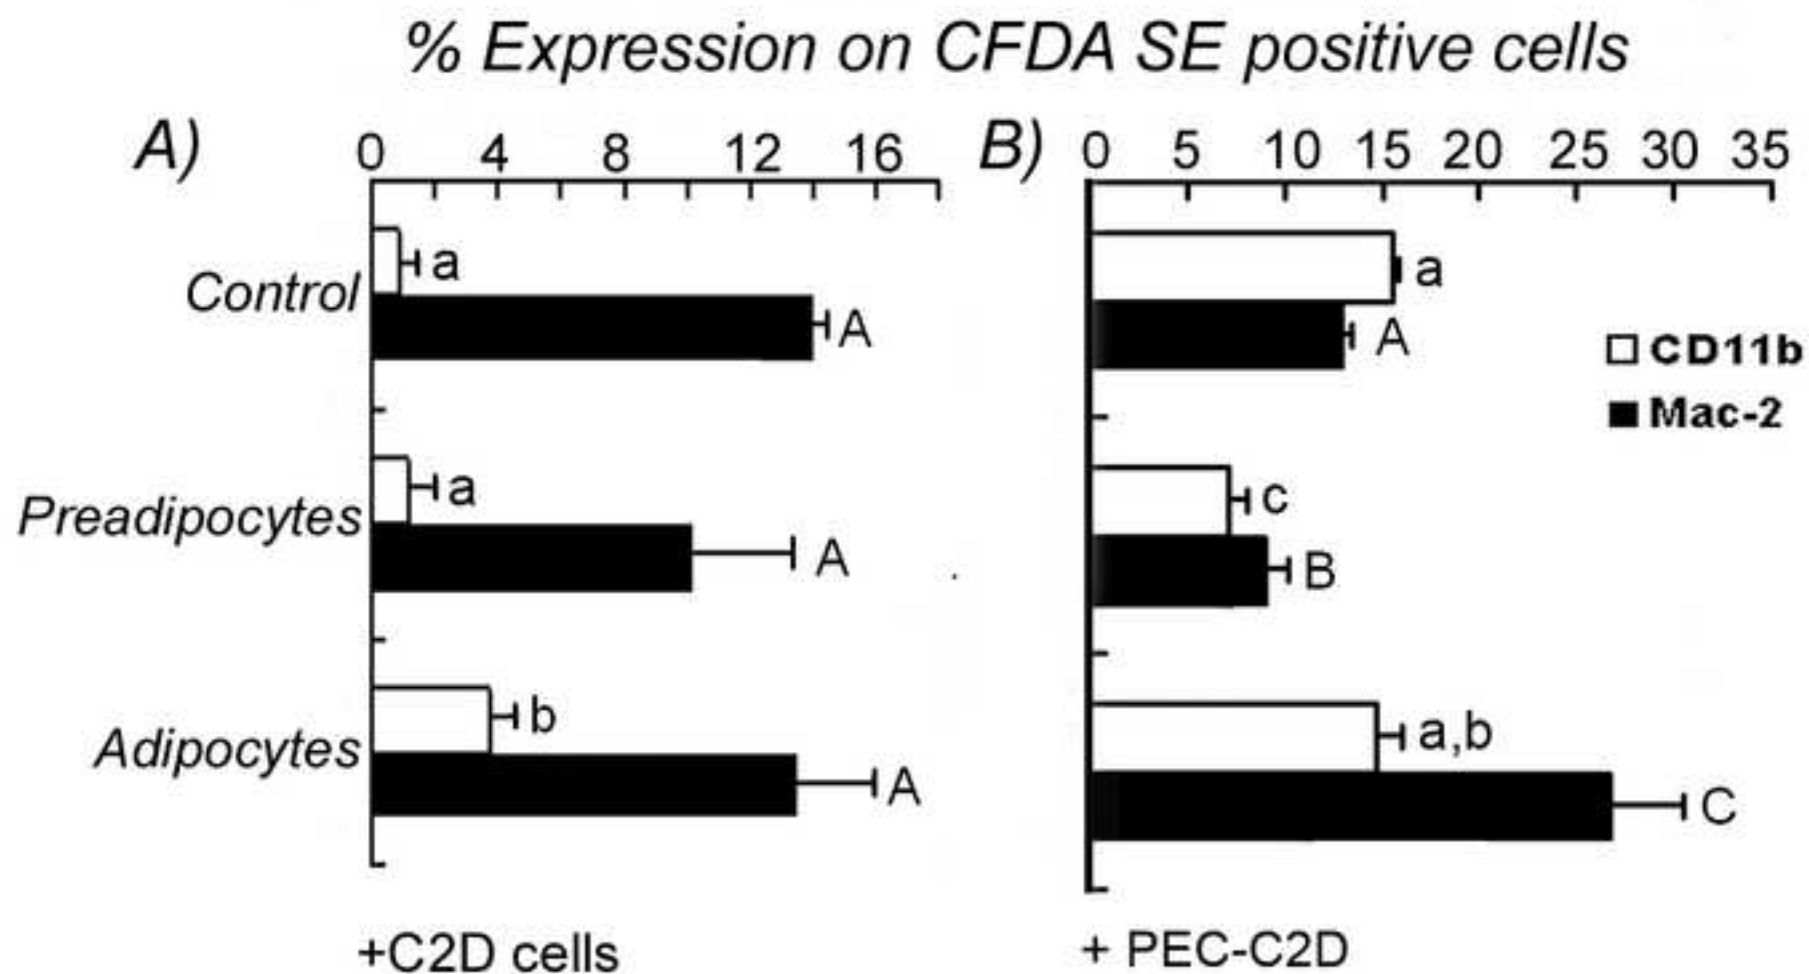 % Expression on CFDA SE positive cells
A) 0 4 8 12 16
B) 0 5 10 15 20 25 30 35
Control a a
A A
CD11b
Mac-2
Preadipocytes a c
A B
Adipocytes b a,b
A C
+C2D cells + PEC-C2D